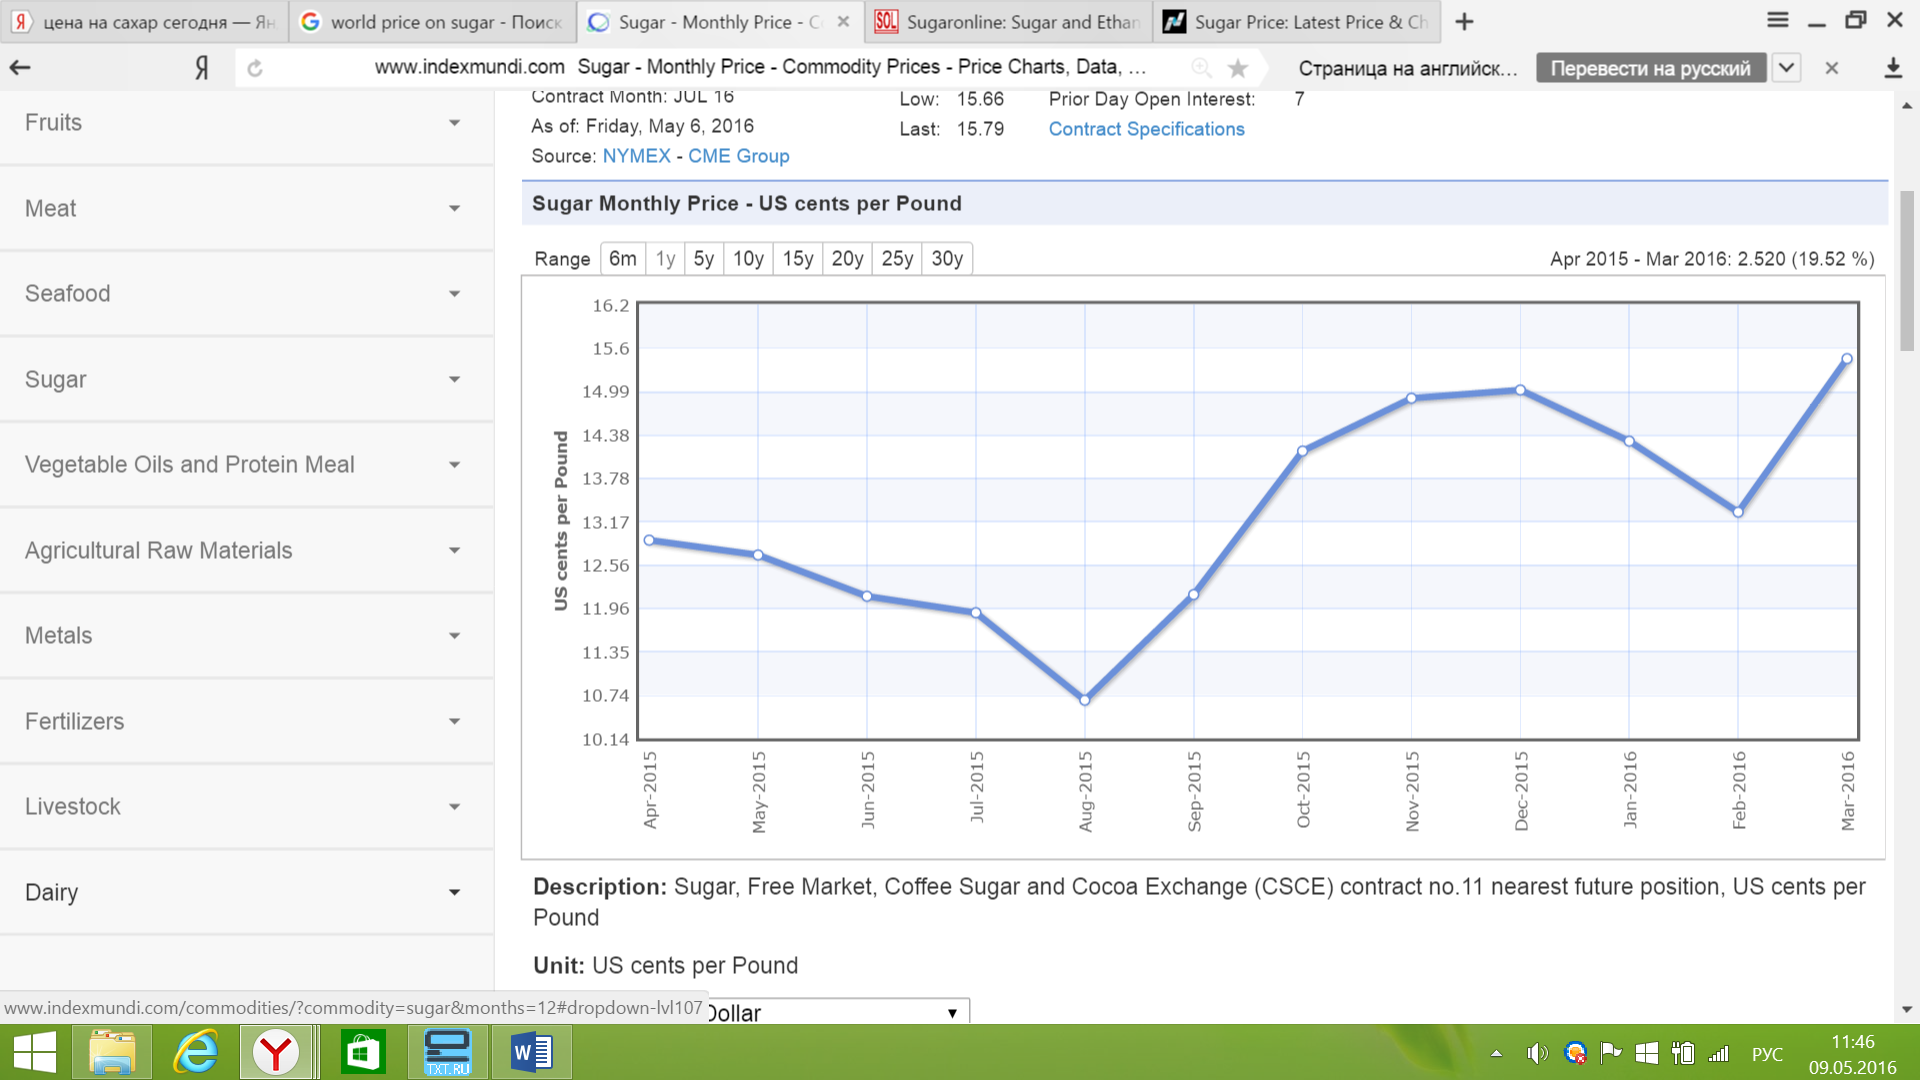 цена на сахар сегодня — Ян
world price on sugar - Поиск
Sugar - Monthly Price - C
SOL
Sugaronline: Sugar and Ethan
Sugar Price: Latest Price & Ch
www.indexmundi.com Sugar - Monthly Price - Commodity Prices - Price Charts, Data, ...
Страница на английск...
Перевести на русский
Fruits
Meat
Seafood
Sugar
Vegetable Oils and Protein Meal
Agricultural Raw Materials
Metals
Fertilizers
Livestock
Dairy
Contract Month: JUL 16
Low: 15.66
Prior Day Open Interest: 7
As of: Friday, May 6, 2016
Last: 15.79
Contract Specifications
Source: NYMEX - CME Group
Sugar Monthly Price - US cents per Pound
Range 6m 1y 5y 10y 15y 20y 25y 30y
Apr 2015 - Mar 2016: 2.520 (19.52 %)
US cents per Pound
16.2
15.6
14.99
14.38
13.78
13.17
12.56
11.96
11.35
10.74
10.14
Apr-2015
May-2015
Jun-2015
Jul-2015
Aug-2015
Sep-2015
Oct-2015
Nov-2015
Dec-2015
Jan-2016
Feb-2016
Mar-2016
Description: Sugar, Free Market, Coffee Sugar and Cocoa Exchange (CSCE) contract no.11 nearest future position, US cents per
Pound
Unit: US cents per Pound
Dollar
www.indexmundi.com/commodities/?commodity=sugar&months=12#dropdown-lvl107
TXT.RU
РУС
11:46
09.05.2016